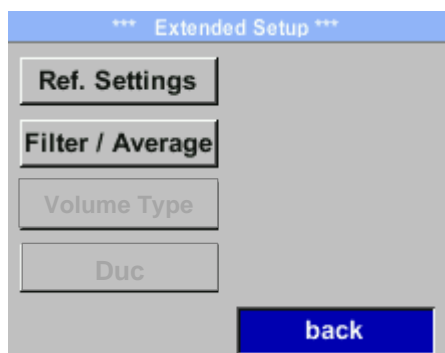 *** Extended Setup ***
Ref. Settings
Filter / Average
Volume Type
Duc
back